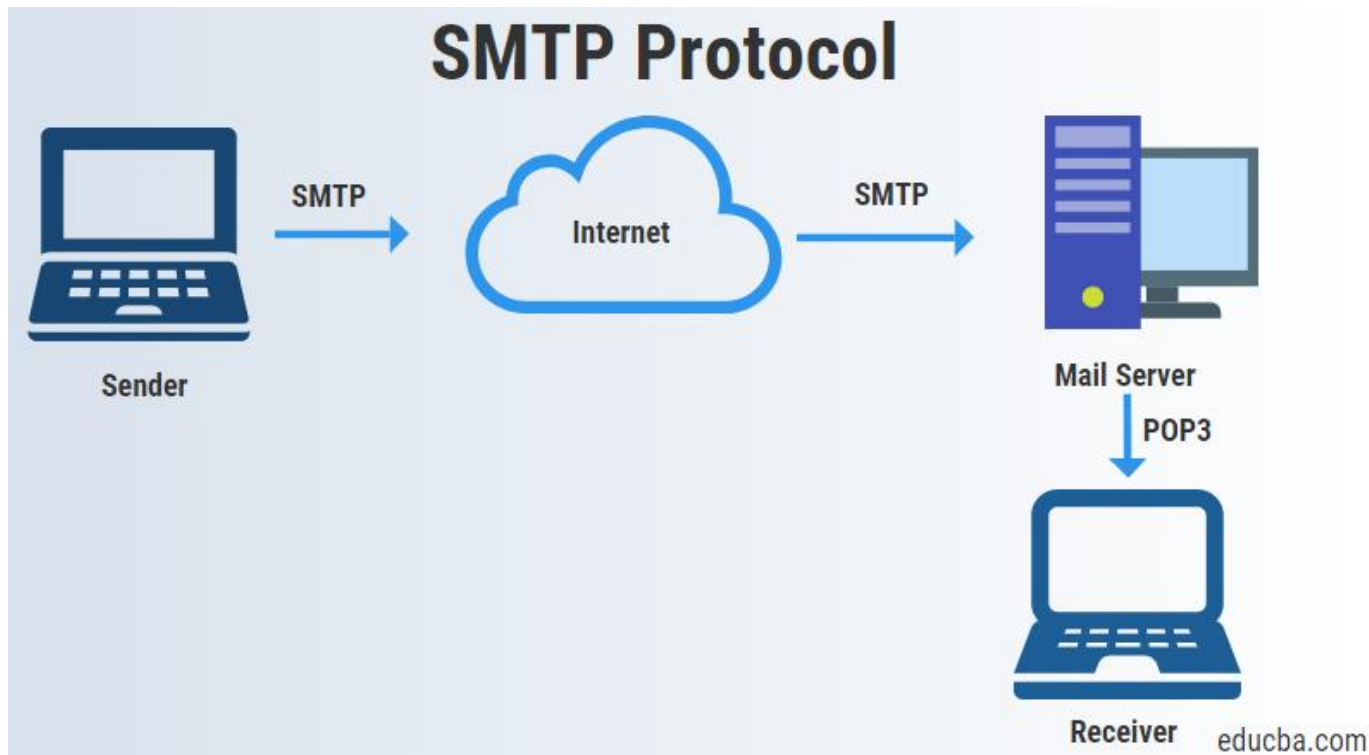 SMTP Protocol
SMTP
Internet
SMTP
Sender
Mail Server
POP3
Receiver
educba.com